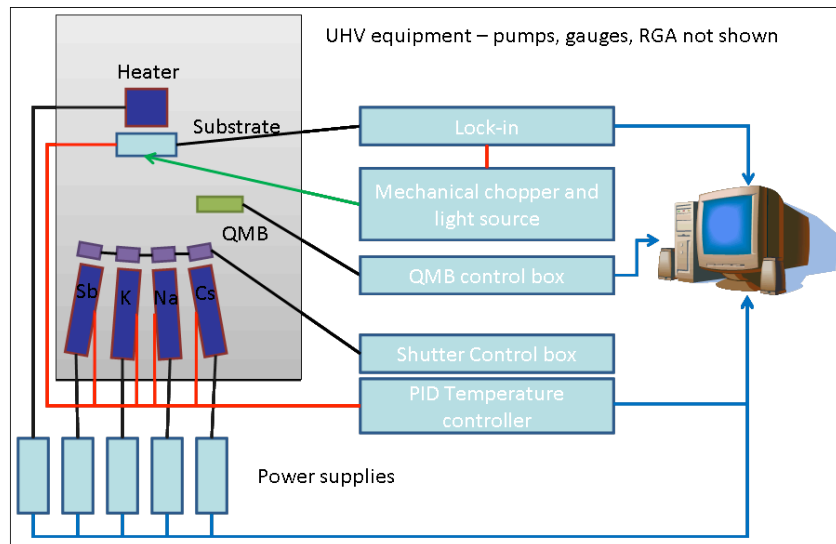 UHV equipment – pumps, gauges, RGA not shown
Heater
Substrate
Lock-in
Mechanical chopper and
light source
QMB
QMB control box
Sb
K
Na
Cs
Shutter Control box
PID Temperature
controller
Power supplies